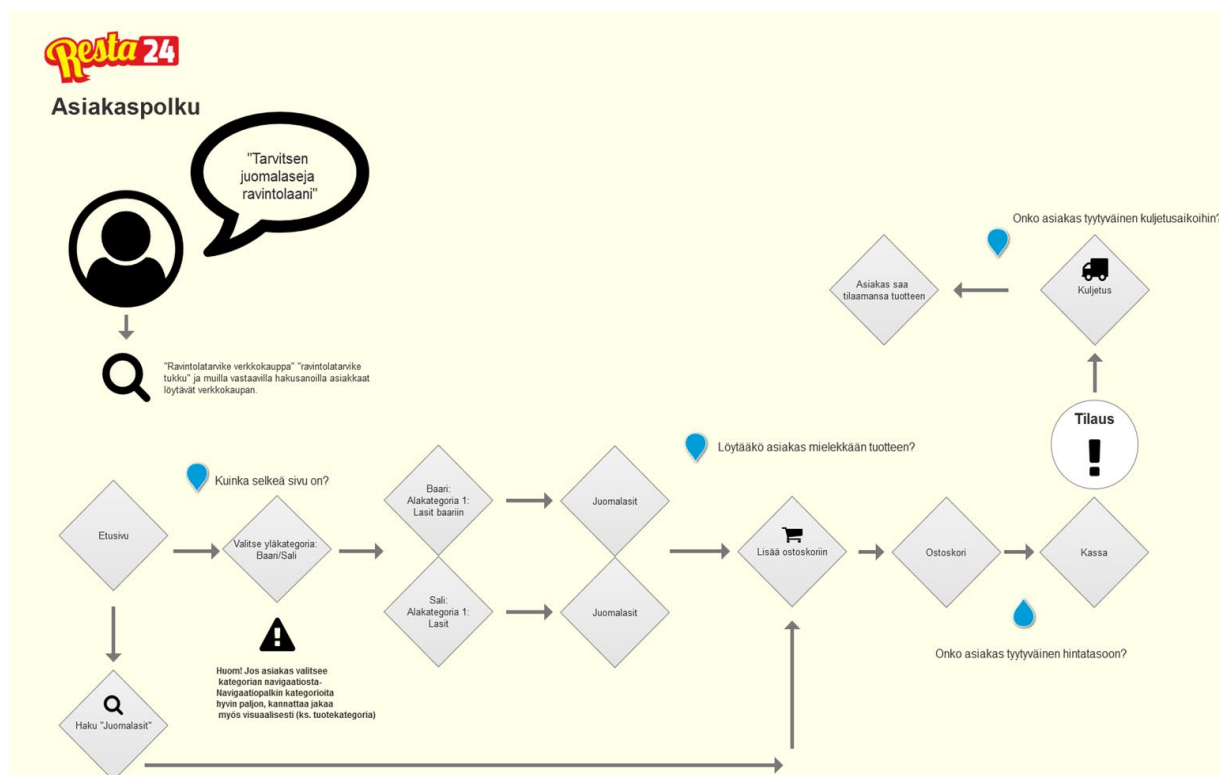 Resta 24
Asiakaspolku
"Tarvitsen
juomalaseja
ravintolaani"
"Ravintolatarvike verkkokauppa" "ravintolatarvike
tukku" ja muilla vastaavilla hakusanoilla asiakkaat
löytävät verkkokaupan.
Onko asiakas tyytyväinen kuljetusaikoihin?
Asiakas saa
tilaamansa tuotteen
Kuljetus
Tilaus
!
Kuinka selkeä sivu on?
Löytääkö asiakas mielekkään tuotteen?
Etusivu
Valitse yläkategoria:
Baari/Sali
Baari:
Alakategoria 1:
Lasit baariin
Juomalasit
Sali:
Alakategoria 1:
Lasit
Juomalasit
Lisää ostoskoriin
Ostoskori
Kassa
Onko asiakas tyytyväinen hintatasoon?
Huom! Jos asiakas valitsee
kategorian navigaatiosta-
Navigaatiopalkin kategorioita
hyvin paljon, kannattaa jakaa
myös visuaalisesti (ks. tuotekategoria)
Haku "Juomalasit"